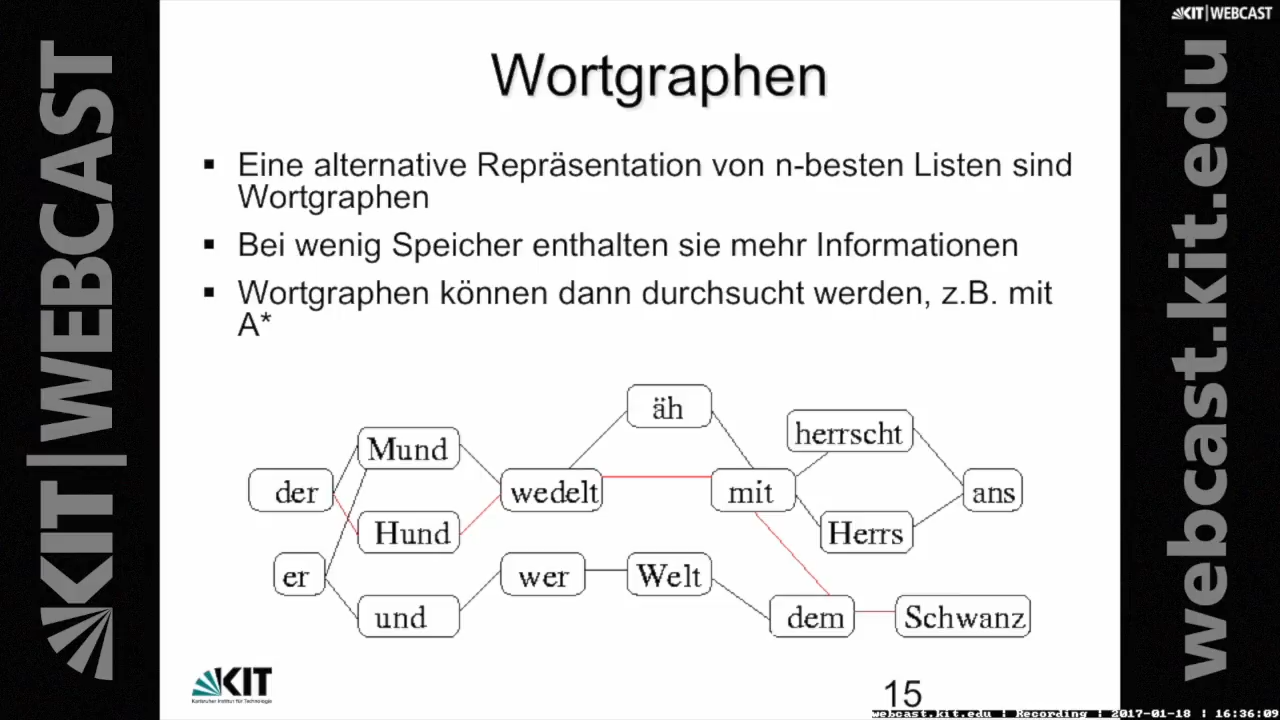 KIT|WEBCAST
KIT|WEBCAST
webcast.kit.edu
Wortgraphen
▪ Eine alternative Repräsentation von n-besten Listen sind
Wortgraphen
▪ Bei wenig Speicher enthalten sie mehr Informationen
▪ Wortgraphen können dann durchsucht werden, z.B. mit
A*
äh
herrscht
Mund
der
wedelt
mit
ans
Hund
Herrs
er
wer
Welt
und
dem
Schwanz
KIT
Karlsruher Institut für Technologie
15
webcast.kit.edu | Recording | 2017-01-18 | 16:36:09